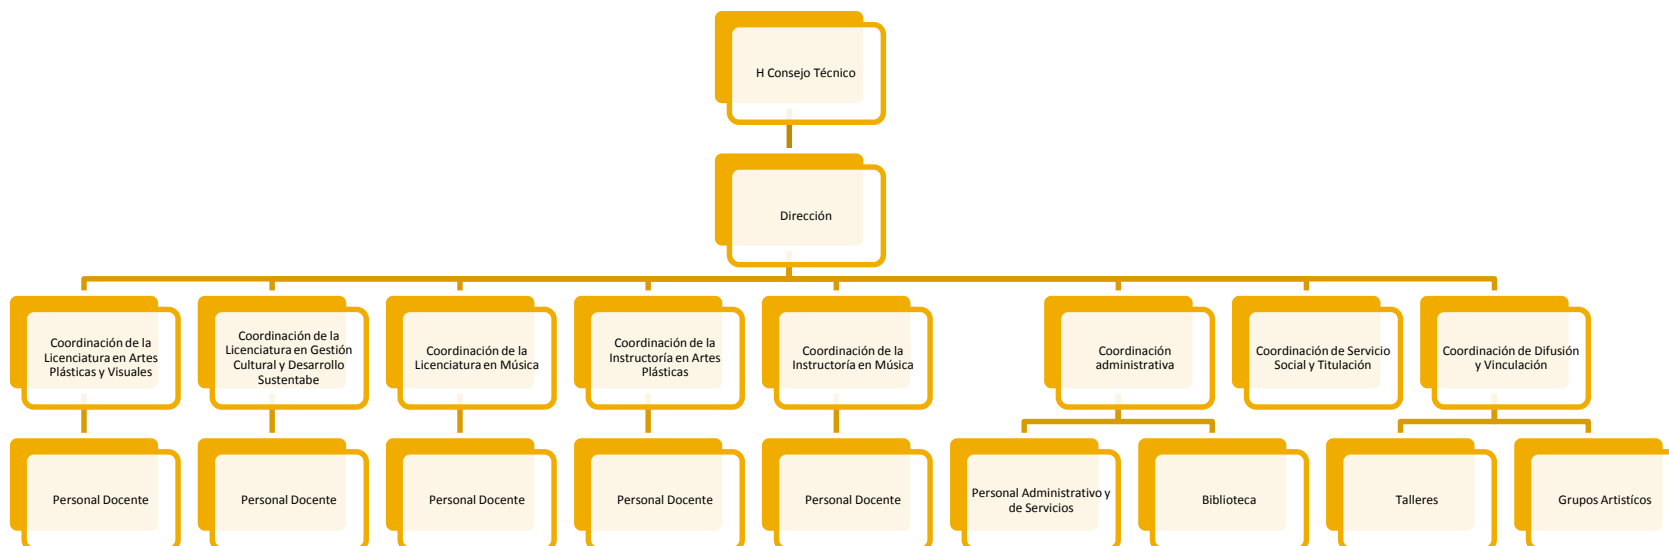 H Consejo Técnico
Dirección
Coordinación de la
Licenciatura en Artes
Plásticas y Visuales
Coordinación de la
Licenciatura en Gestión
Cultural y Desarrollo
Sustentabe
Coordinación de la
Licenciatura en Música
Coordinación de la
Instructoría en Artes
Plásticas
Coordinación de la
Instructoría en Música
Coordinación
administrativa
Coordinación de Servicio
Social y Titulación
Coordinación de Difusión
y Vinculación
Personal Docente
Personal Docente
Personal Docente
Personal Docente
Personal Docente
Personal Administrativo y
de Servicios
Biblioteca
Talleres
Grupos Artistícos